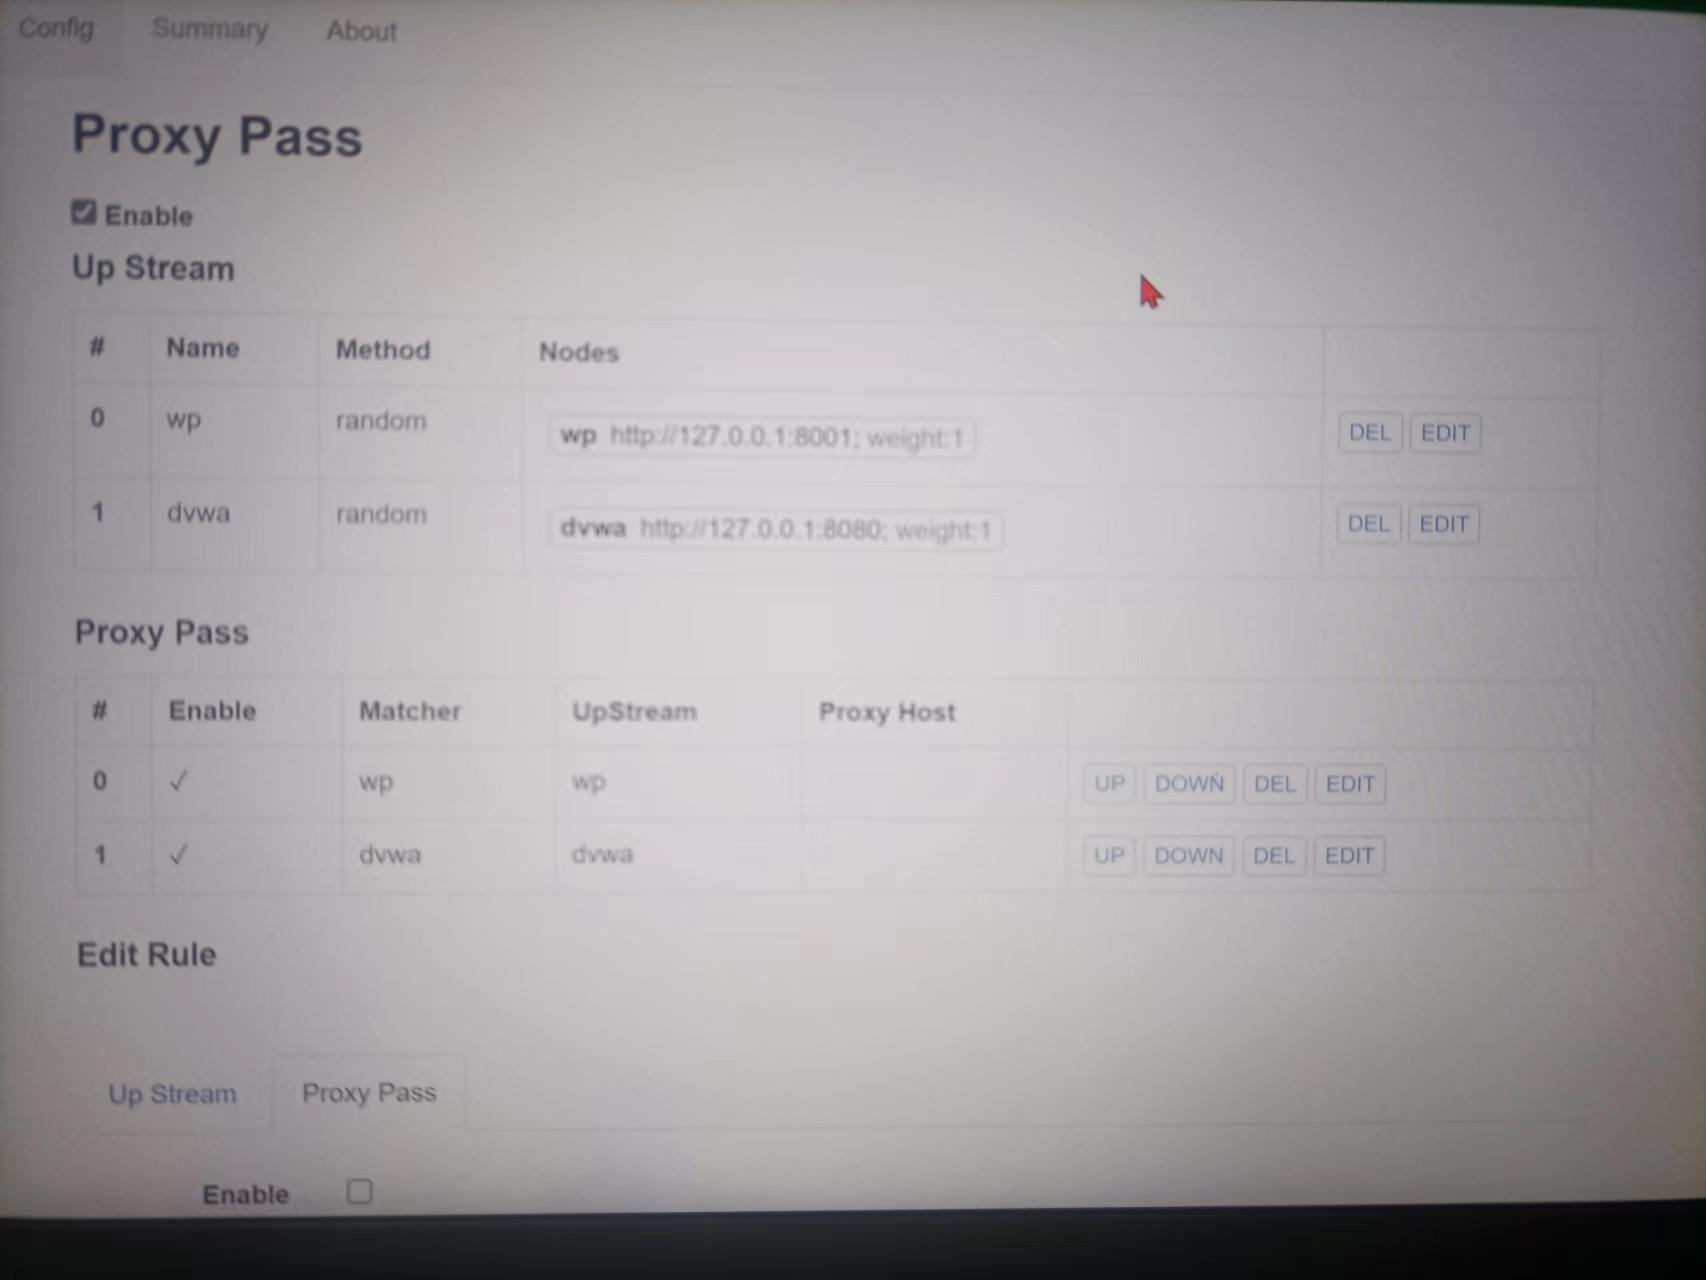 Config Summary About
Proxy Pass
Enable
Up Stream
# Name Method Nodes
0 wp random wp http://127.0.0.1:8001; weight:1 DEL EDIT
1 dvwa random dvwa http://127.0.0.1:8080; weight:1 DEL EDIT
Proxy Pass
# Enable Matcher UpStream Proxy Host
0 ✓ wp wp UP DOWN DEL EDIT
1 ✓ dvwa dvwa UP DOWN DEL EDIT
Edit Rule
Up Stream Proxy Pass
Enable